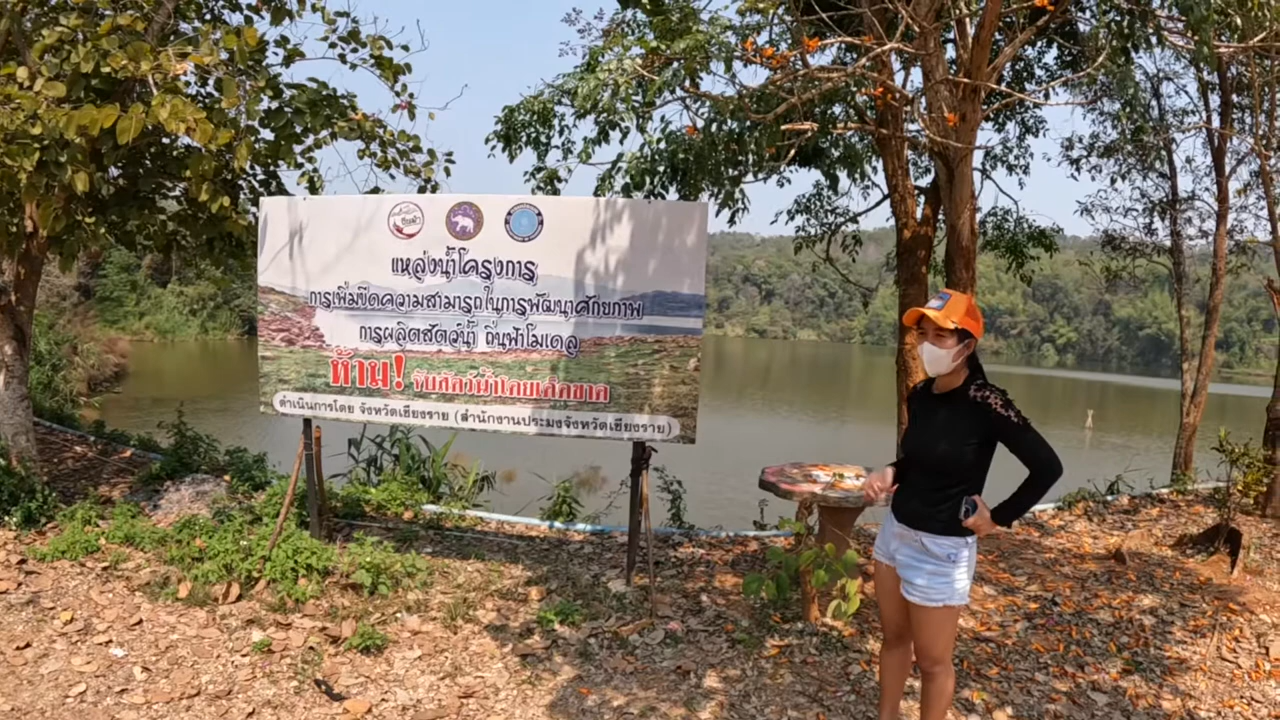 แหล่งน้ำโครงการ
การเพิ่มขีดความสามารถในการพัฒนาศักยภาพ
การผลิตสัตว์น้ำ ถิ่นฟ้าโมเดล
ห้าม! จับสัตว์น้ำโดยเด็ดขาด
ดำเนินการโดย จังหวัดเชียงราย (สำนักงานประมงจังหวัดเชียงราย)